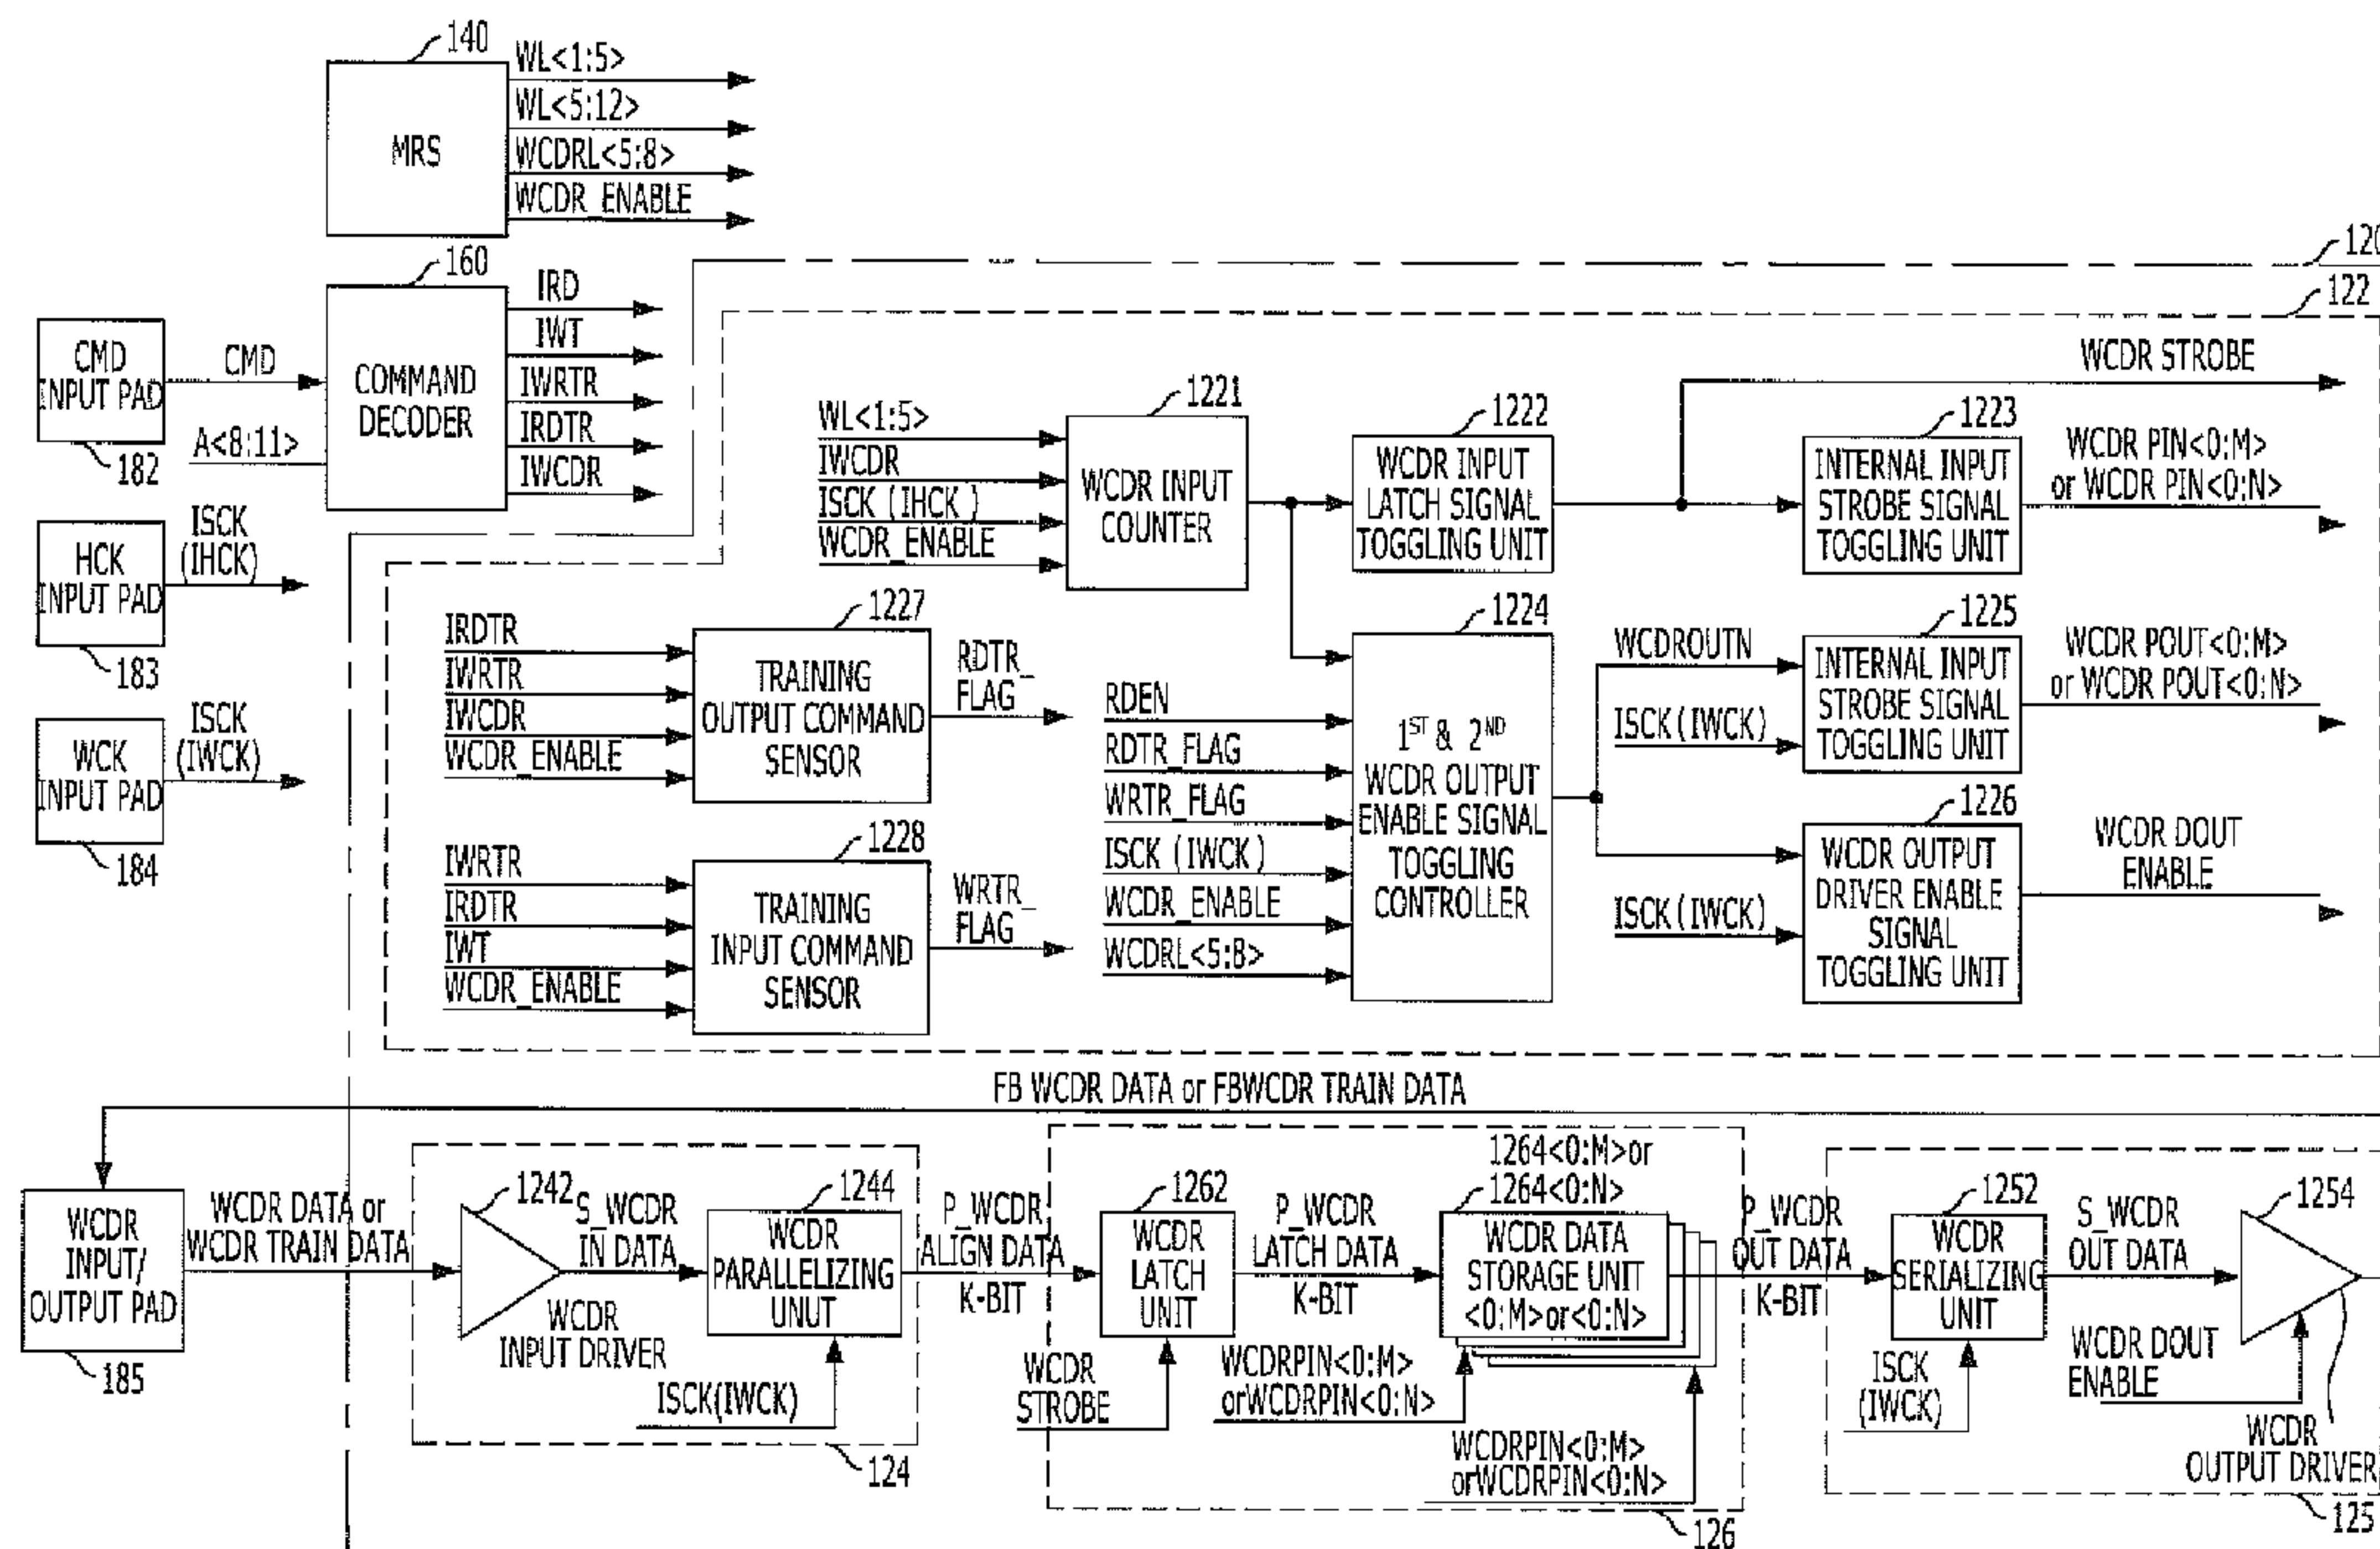 140
WL<1:5>
WL<5:12>
WCDRL<5:8>
WCDR_ENABLE
MRS
120
122
160
IRD
IWT
IWRTR
IRDTR
IWCDR
COMMAND
DECODER
CMD
INPUT PAD
CMD
A<8:11>
182
HCK
INPUT PAD
ISCK
(IHCK)
183
WCK
INPUT PAD
ISCK
(IWCK)
184
WL<1:5>
IWCDR
ISCK (IHCK )
WCDR_ENABLE
1221
WCDR INPUT
COUNTER
1222
WCDR INPUT
LATCH SIGNAL
TOGGLING UNIT
WCDR STROBE
1223
INTERNAL INPUT
STROBE SIGNAL
TOGGLING UNIT
WCDR PIN<0:M>
or WCDR PIN<0:N>
IRDTR
IWRTR
IWCDR
WCDR_ENABLE
1227
TRAINING
OUTPUT COMMAND
SENSOR
RDTR_
FLAG
IWRTR
IRDTR
IWT
WCDR_ENABLE
1228
TRAINING
INPUT COMMAND
SENSOR
WRTR_
FLAG
RDEN
RDTR_FLAG
WRTR_FLAG
ISCK (IWCK)
WCDR_ENABLE
WCDRL<5:8>
1224
1ST & 2ND
WCDR OUTPUT
ENABLE SIGNAL
TOGGLING
CONTROLLER
WCDROUTN
ISCK (IWCK)
1225
INTERNAL INPUT
STROBE SIGNAL
TOGGLING UNIT
WCDR POUT<0:M>
or WCDR POUT<0:N>
ISCK (IWCK)
1226
WCDR OUTPUT
DRIVER ENABLE
SIGNAL
TOGGLING UNIT
WCDR DOUT
ENABLE
FB WCDR DATA or FBWCDR TRAIN DATA
WCDR
INPUT/
OUTPUT PAD
185
WCDR DATA or
WCDR TRAIN DATA
1242
WCDR
INPUT DRIVER
S_WCDR
IN DATA
1244
WCDR
PARALLELIZING
UNUT
ISCK(IWCK)
124
P_WCDR
ALIGN DATA
K-BIT
1262
WCDR
LATCH
UNIT
WCDR
STROBE
P_WCDR
LATCH DATA
K-BIT
1264<0:M>or
1264<0:N>
WCDR DATA
STORAGE UNIT
<0:M>or<0:N>
WCDRPIN<0:M>
orWCDRPIN<0:N>
WCDRPIN<0:M>
orWCDRPIN<0:N>
126
P_WCDR
OUT DATA
K-BIT
1252
WCDR
SERIALIZING
UNIT
ISCK
(IWCK)
S_WCDR
OUT DATA
1254
WCDR DOUT
ENABLE
WCDR
OUTPUT DRIVER
125